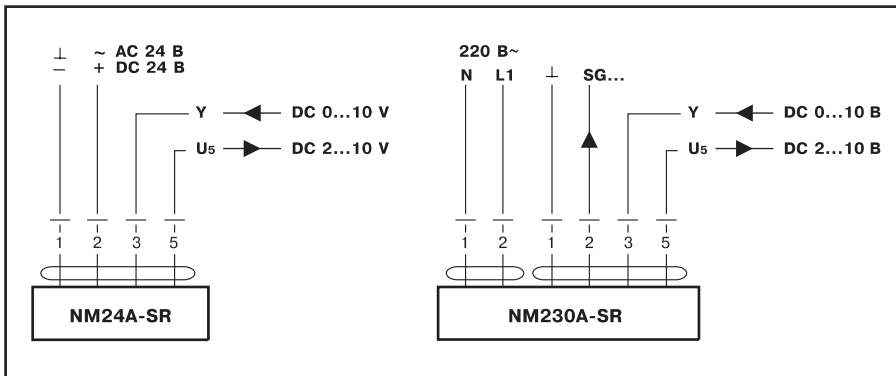 ⊥ ~ AC 24 В
− + DC 24 В
Y DC 0...10 V
U5 DC 2...10 V
1 2 3 5
NM24A-SR
220 В~
N L1 ⊥ SG...
Y DC 0...10 В
U5 DC 2...10 В
1 2 1 2 3 5
NM230A-SR